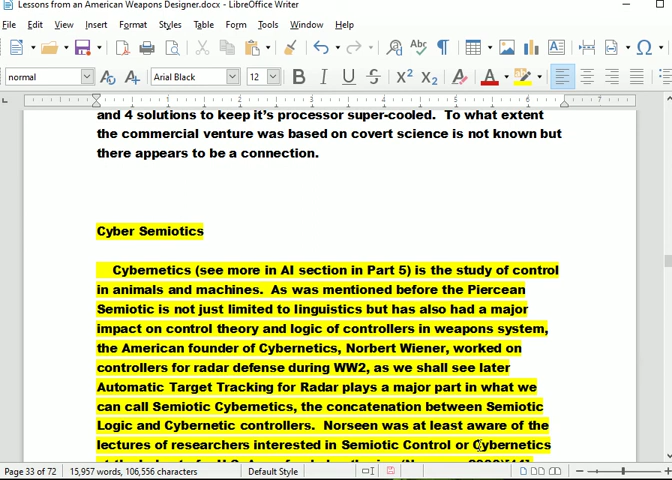 Lessons from an American Weapons Designer.docx - LibreOffice Writer
File Edit View Insert Format Styles Table Form Tools Window Help
normal Arial Black 12
1 2 3 4 5 6 7
and 4 solutions to keep it's processor super-cooled. To what extent
the commercial venture was based on covert science is not known but
there appears to be a connection.
Cyber Semiotics
Cybernetics (see more in AI section in Part 5) is the study of control
in animals and machines. As was mentioned before the Piercean
Semiotic is not just limited to linguistics but has also had a major
impact on control theory and logic of controllers in weapons system,
the American founder of Cybernetics, Norbert Wiener, worked on
controllers for radar defense during WW2, as we shall see later
Automatic Target Tracking for Radar plays a major part in what we
can call Semiotic Cybernetics, the concatenation between Semiotic
Logic and Cybernetic controllers. Norseen was at least aware of the
lectures of researchers interested in Semiotic Control or Cybernetics
Page 33 of 72 15,957 words, 106,556 characters Default Style